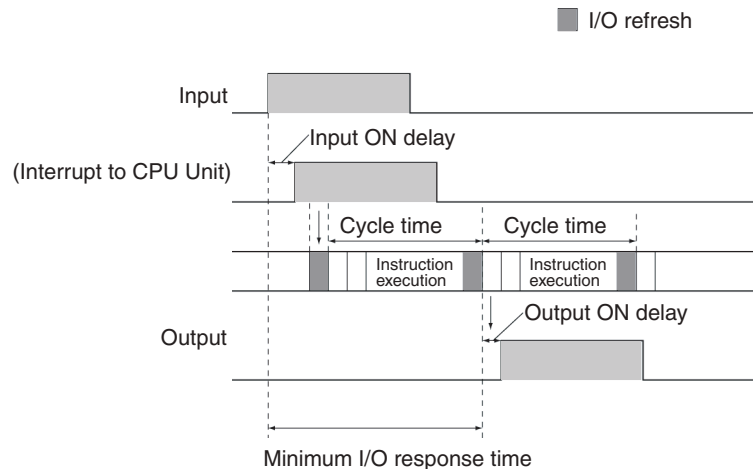 I/O refresh
Input
Input ON delay
(Interrupt to CPU Unit)
Cycle time
Cycle time
Instruction
execution
Instruction
execution
Output ON delay
Output
Minimum I/O response time